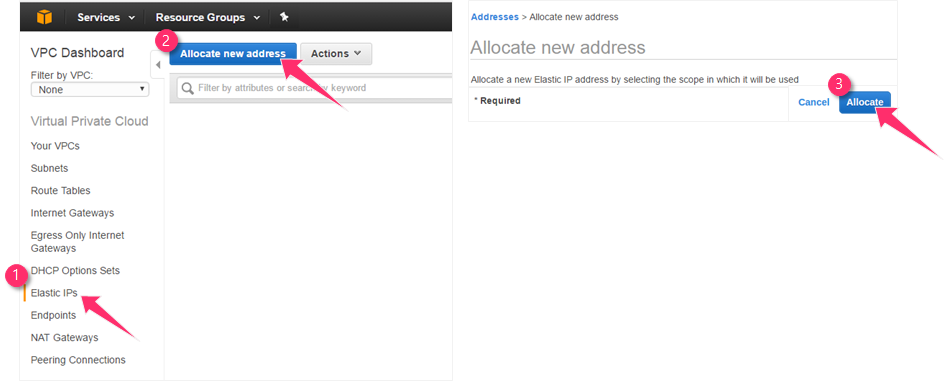 Services
Resource Groups
VPC Dashboard
Filter by VPC:
None
Virtual Private Cloud
Your VPCs
Subnets
Route Tables
Internet Gateways
Egress Only Internet
Gateways
DHCP Options Sets
1
Elastic IPs
Endpoints
NAT Gateways
Peering Connections
2
Allocate new address
Actions
Filter by attributes or search by keyword
Addresses > Allocate new address
Allocate new address
Allocate a new Elastic IP address by selecting the scope in which it will be used
* Required
3
Cancel
Allocate